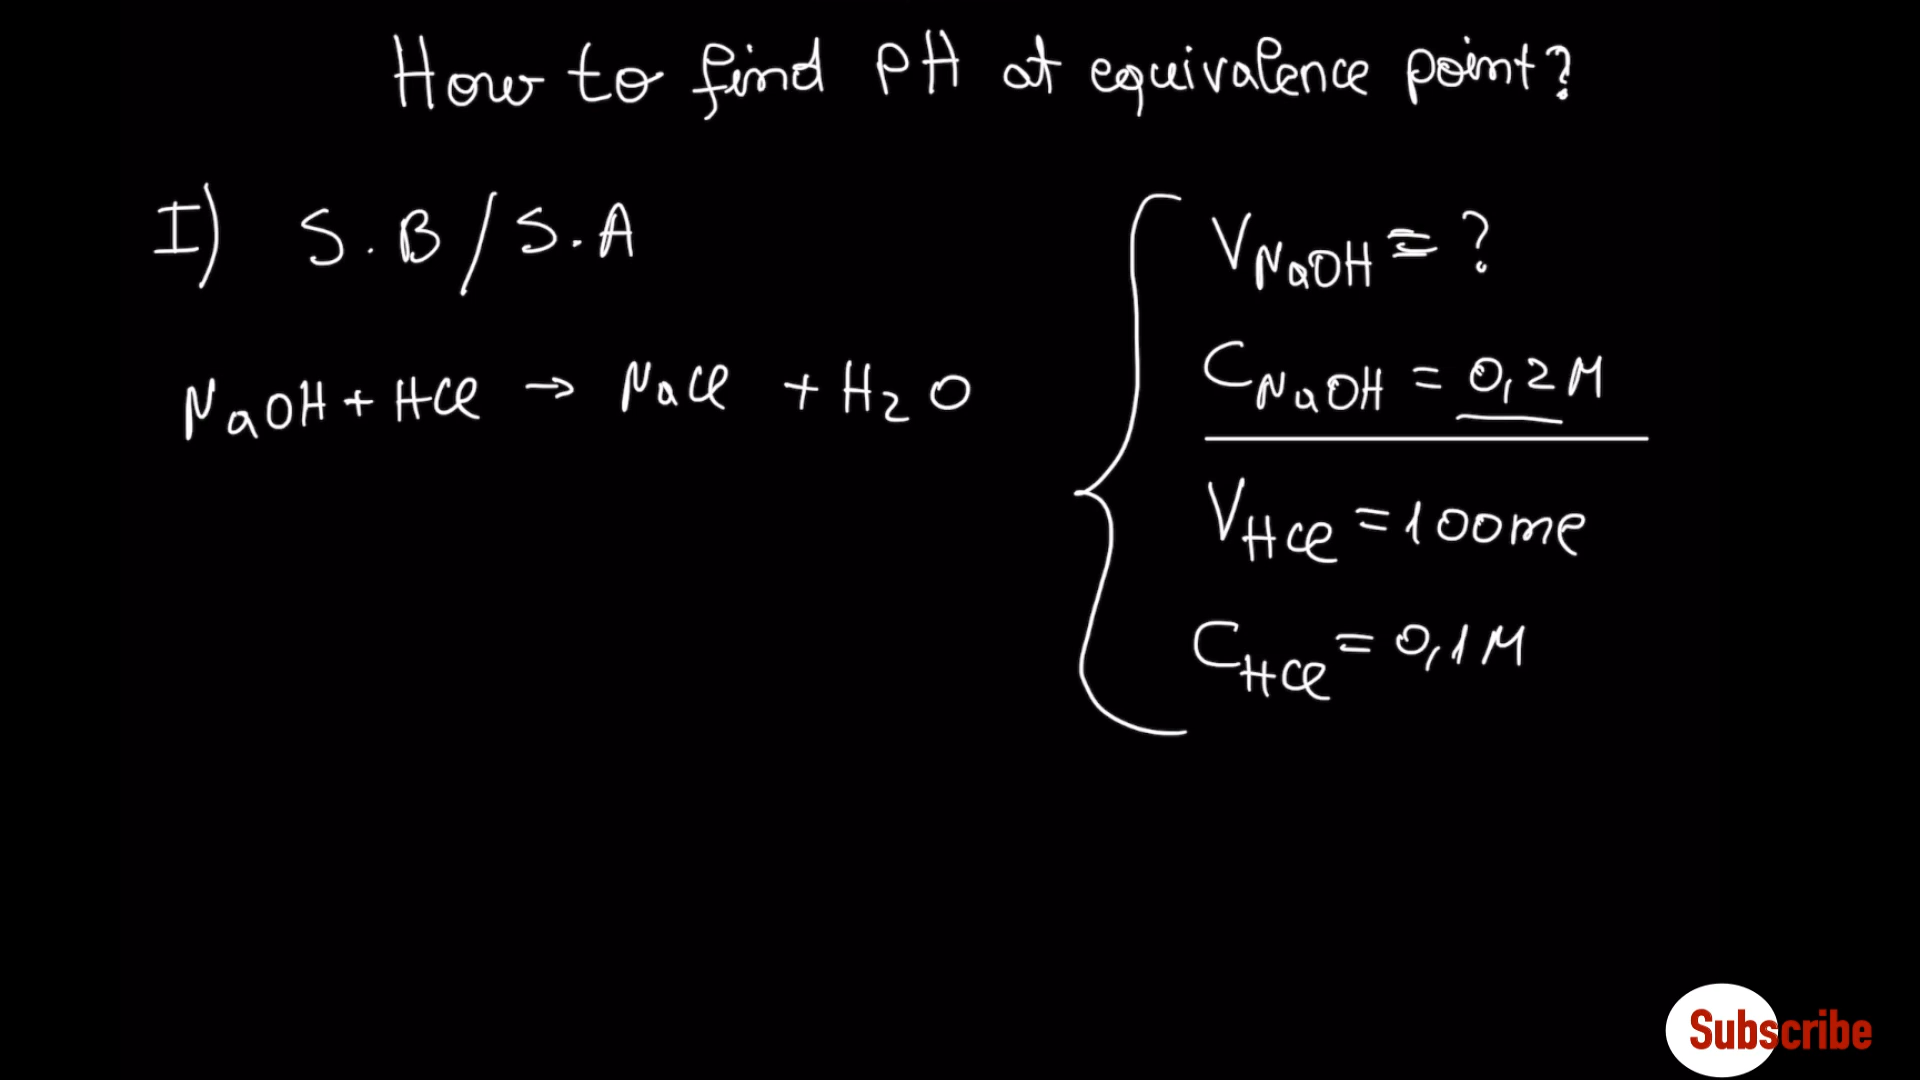 How to find pH at equivalence point?
I) S.B/S.A
NaOH + HCl → NaCl + H2O
VNaOH = ?
CNaOH = 0,2M
VHCl = 100ml
CHCl = 0,1M
Subscribe